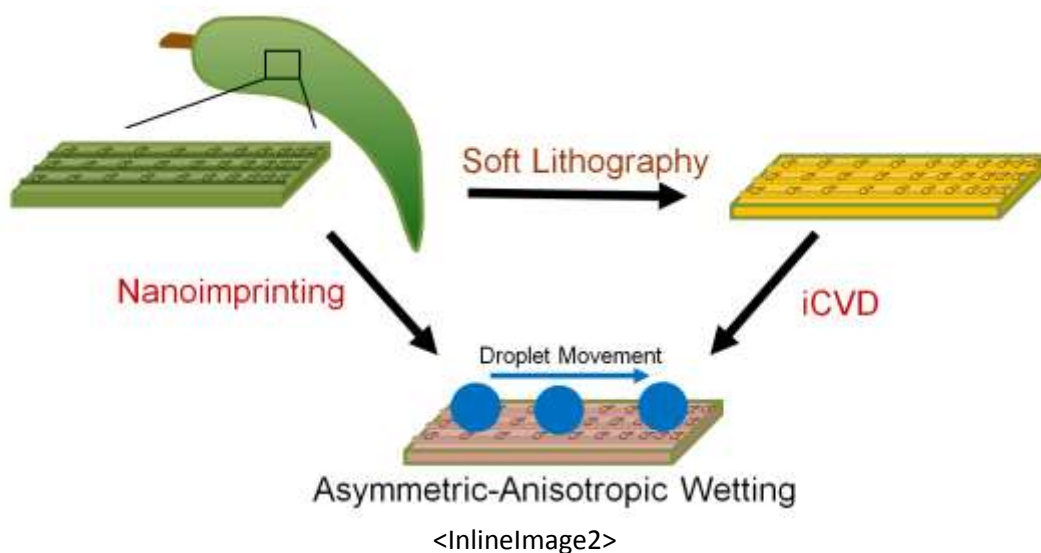 Soft Lithography
Nanoimprinting
iCVD
Droplet Movement
Asymmetric-Anisotropic Wetting
<InlineImage2>